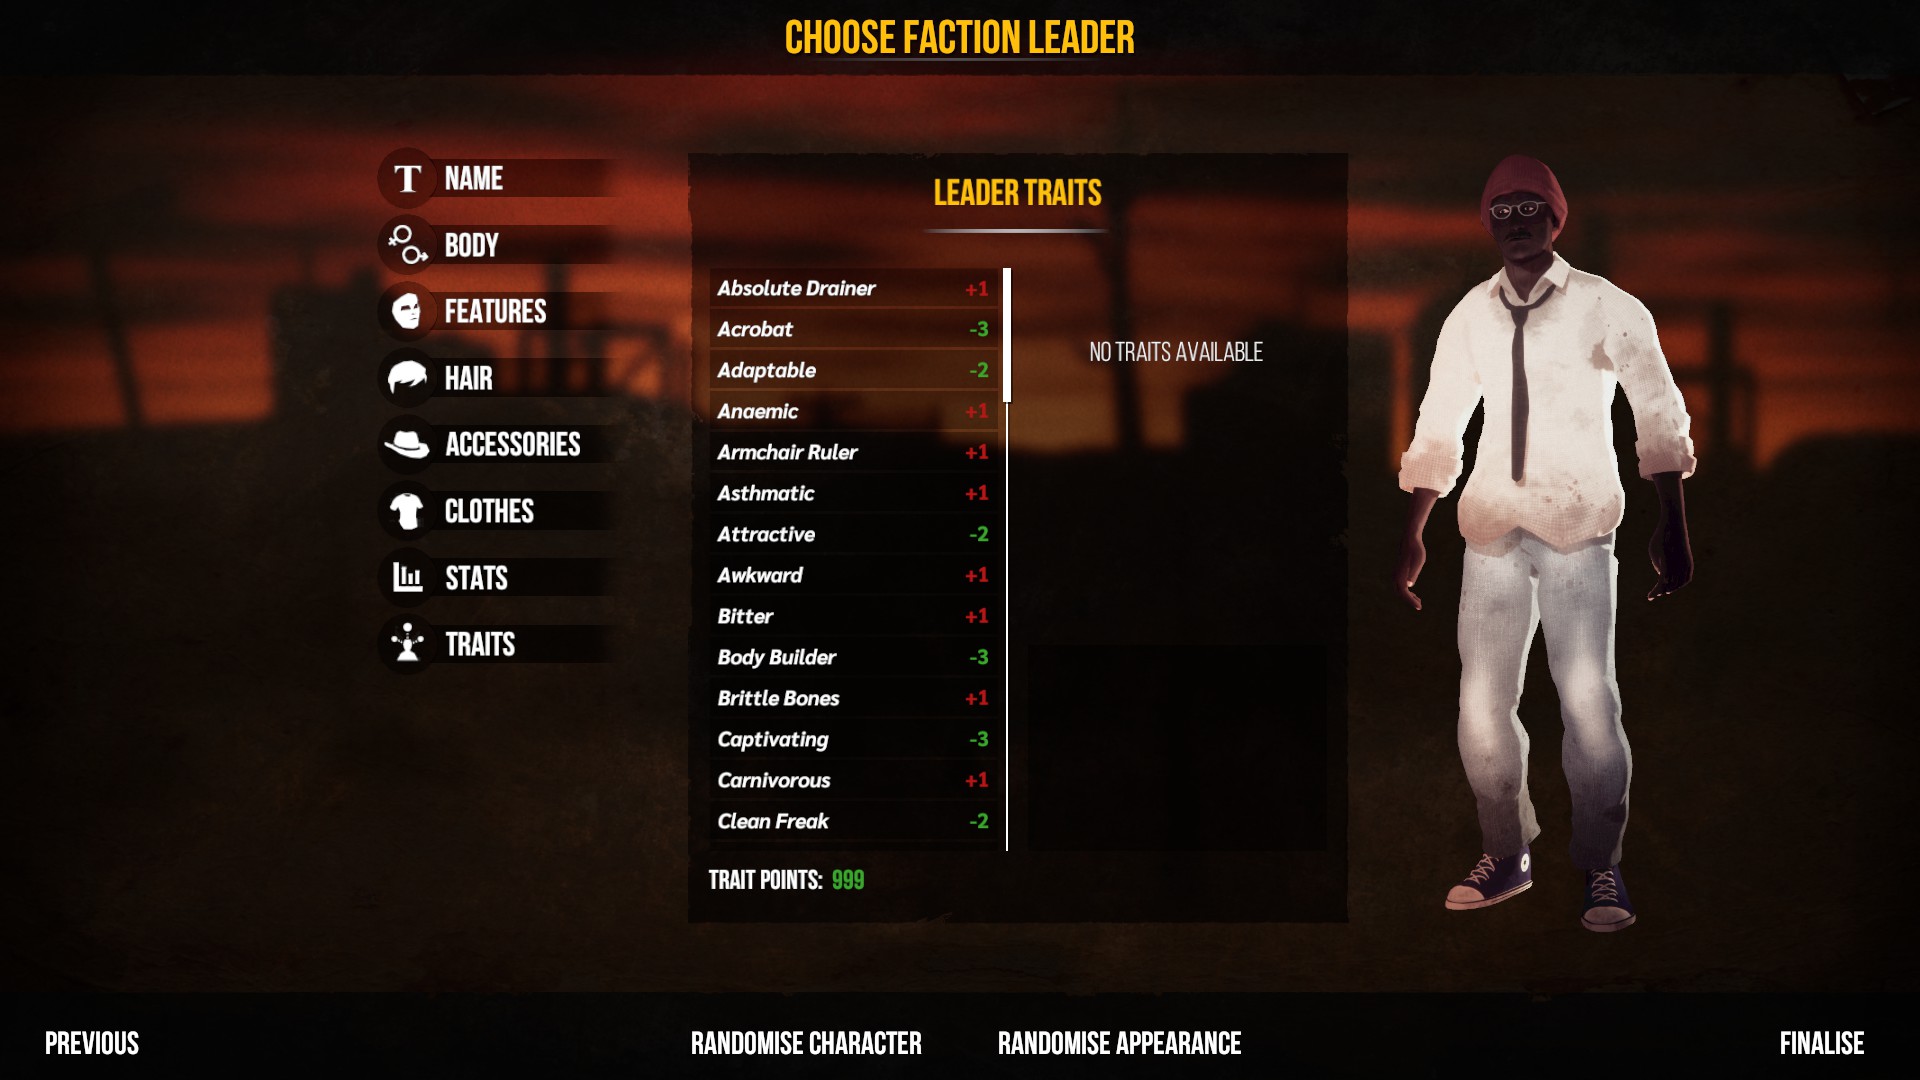 CHOOSE FACTION LEADER
NAME
BODY
FEATURES
HAIR
ACCESSORIES
CLOTHES
STATS
TRAITS
LEADER TRAITS
Absolute Drainer +1
Acrobat -3
Adaptable -2
Anaemic +1
Armchair Ruler +1
Asthmatic +1
Attractive -2
Awkward +1
Bitter +1
Body Builder -3
Brittle Bones +1
Captivating -3
Carnivorous +1
Clean Freak -2
TRAIT POINTS: 999
NO TRAITS AVAILABLE
PREVIOUS
RANDOMISE CHARACTER
RANDOMISE APPEARANCE
FINALISE